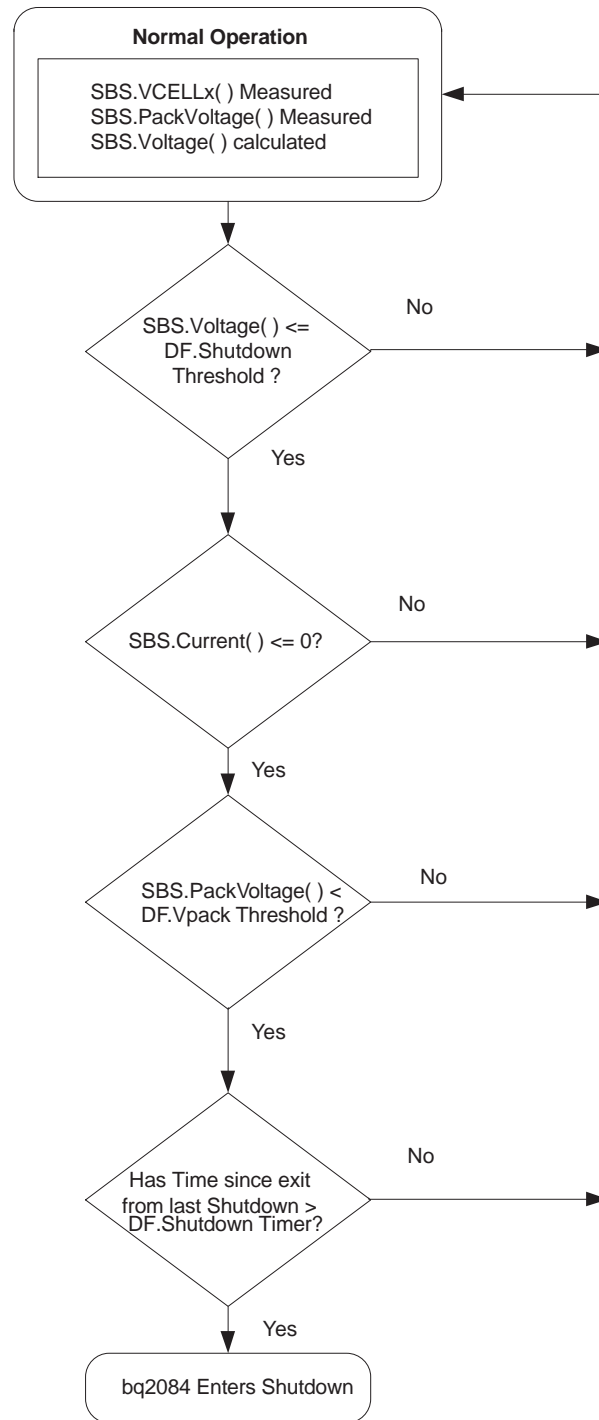 Normal Operation
SBS.VCELLx( ) Measured
SBS.PackVoltage( ) Measured
SBS.Voltage( ) calculated
SBS.Voltage( ) <=
DF.Shutdown
Threshold ?
No
Yes
SBS.Current( ) <= 0?
No
Yes
SBS.PackVoltage( ) <
DF.Vpack Threshold ?
No
Yes
Has Time since exit
from last Shutdown >
DF.Shutdown Timer?
No
Yes
bq2084 Enters Shutdown